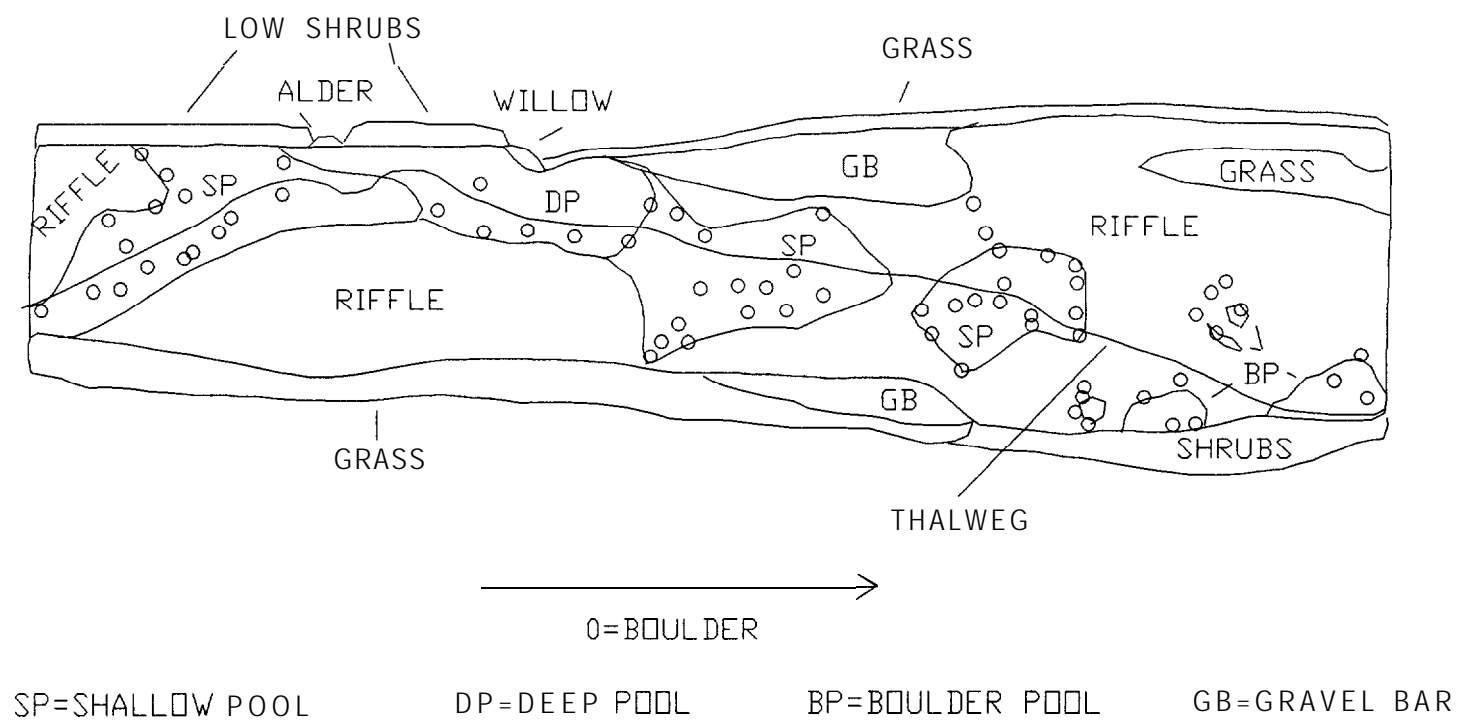 LOW SHRUBS
GRASS
ALDER
WILLOW
RIFFLE
SP
DP
GB
GRASS
RIFFLE
SP
RIFFLE
SP
BP
GB
SHRUBS
GRASS
THALWEG
O=BOULDER
SP=SHALLOW POOL
DP=DEEP POOL
BP=BOULDER POOL
GB=GRAVEL BAR